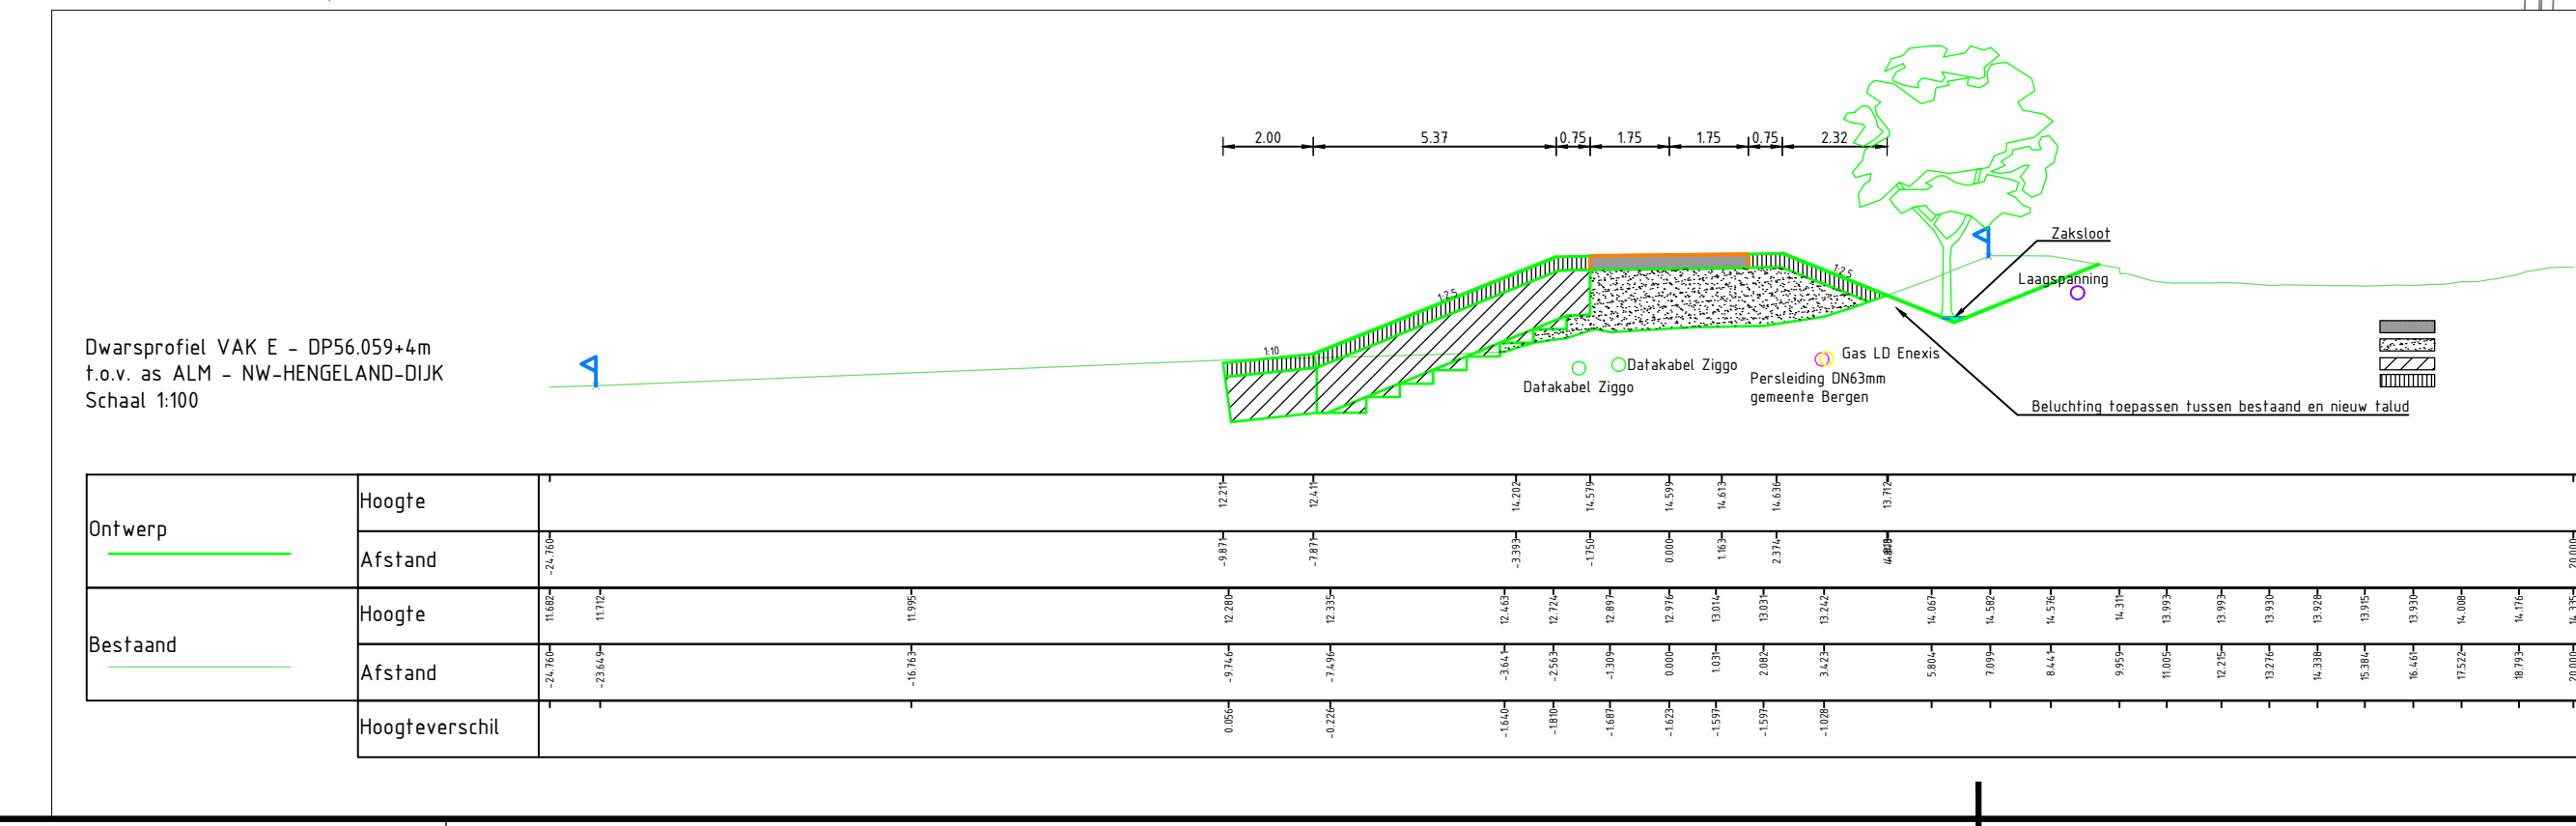 2.00 5.37 0.75 1.75 1.75 0.75 2.32
Zaksloot
Laagspanning
1:2.5
1:2.5
1:10
Dwarsprofiel VAK E - DP56.059+4m
t.o.v. as ALM - NW-HENGELAND-DIJK
Schaal 1:100
Datakabel Ziggo
Datakabel Ziggo
Gas LD Enexis
Persleiding DN63mm
gemeente Bergen
Beluchting toepassen tussen bestaand en nieuw talud
Ontwerp
Hoogte 12.211 12.411 14.202 14.579 14.599 14.613 14.636 13.712
Afstand -24.760 -9.871 -7.871 -3.393 -1.750 0.000 1.163 2.374 20.000
Bestaand
Hoogte 11.682 11.712 11.995 12.280 12.335 12.463 12.724 12.897 12.976 13.014 13.031 13.242 14.067 14.582 14.576 14.311 13.993 13.993 13.930 13.928 13.915 13.930 14.008 14.176 14.335
Afstand -24.760 -23.649 -16.763 -9.746 -7.496 -3.641 -2.563 -1.309 0.000 1.031 2.082 3.423 5.804 7.099 8.441 9.959 11.005 12.215 13.276 14.338 15.384 16.461 17.522 18.793 20.000
Hoogteverschil 0.056 -0.226 -1.640 -1.810 -1.687 -1.623 -1.597 -1.597 -1.028